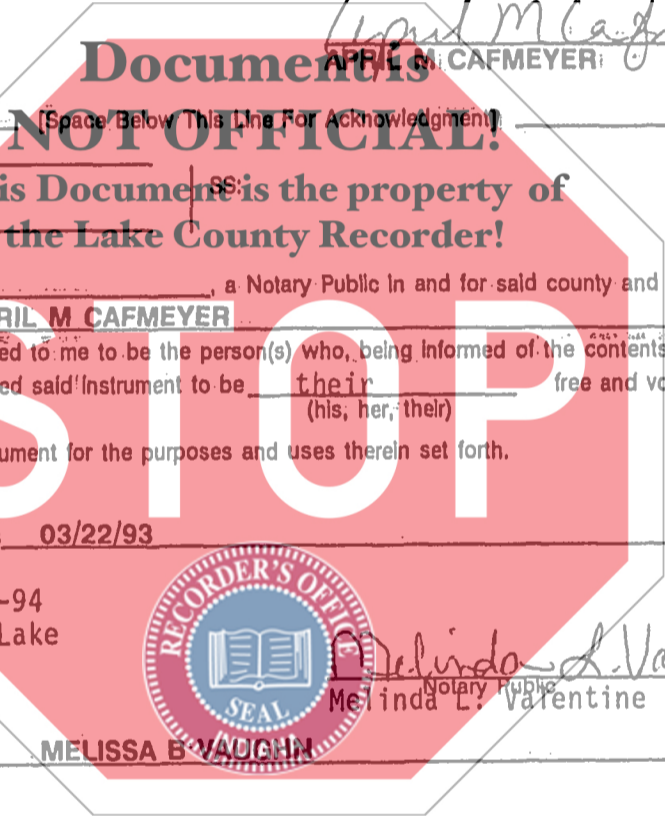 April M Caf
APRIL M CAFMEYER
Document is
[Space Below This Line For Acknowledgment]
NOT OFFICIAL!
SS:
is Document is the property of
the Lake County Recorder!
, a Notary Public in and for said county and
RIL M CAFMEYER
ed to me to be the person(s) who, being informed of the contents
ed said instrument to be their free and vo
(his, her, their)
STOP
ument for the purposes and uses therein set forth.
03/22/93
RECORDER'S OFFICE
-94
Lake
SEAL
Melinda L. Va
Notary Public
Melinda L. Valentine
MELISSA B VAUGHN